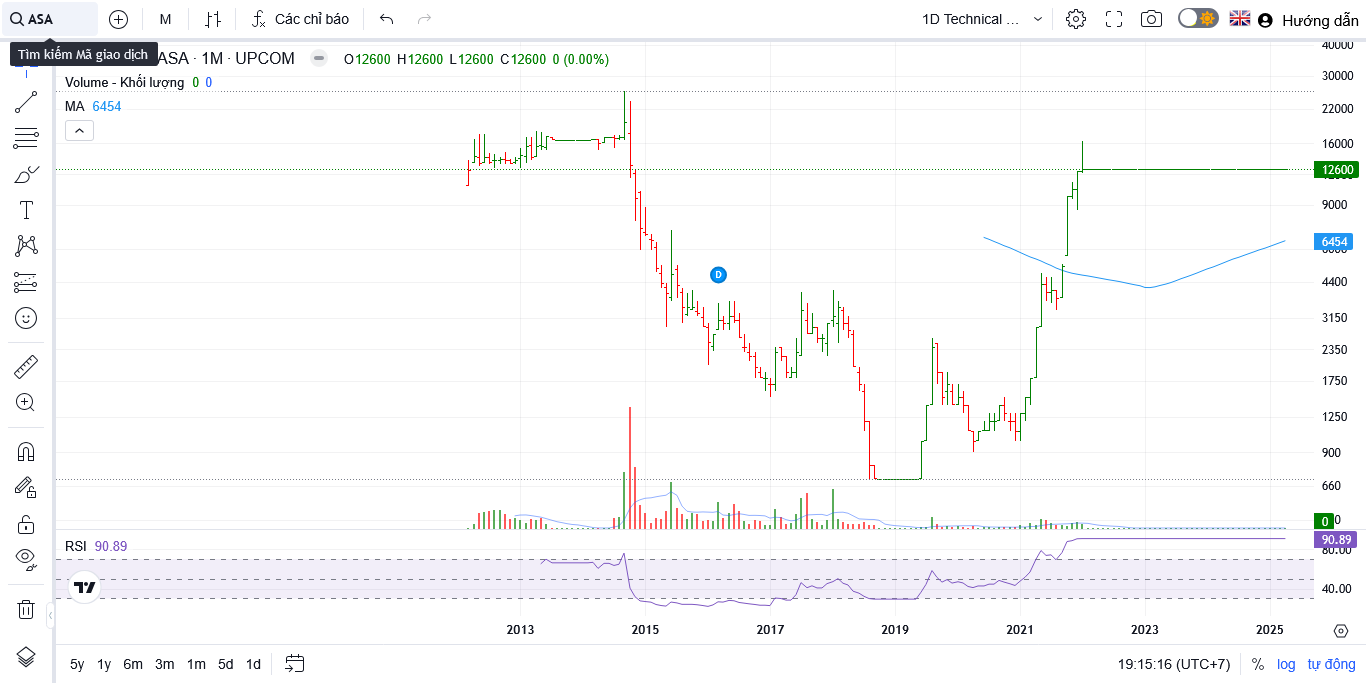 ASA
M
Các chỉ báo
1D Technical ...
Hướng dẫn
Tìm kiếm Mã giao dịch
ASA · 1M · UPCOM
O12600 H12600 L12600 C12600 0 (0.00%)
Volume - Khối lượng 0 0
MA 6454
40000
30000
22000
16000
12600
9000
6454
4400
3150
2350
1750
1250
900
660
0
D
RSI 90.89
90.89
80.00
40.00
2013 2015 2017 2019 2021 2023 2025
5y 1y 6m 3m 1m 5d 1d
19:15:16 (UTC+7) % log tự động